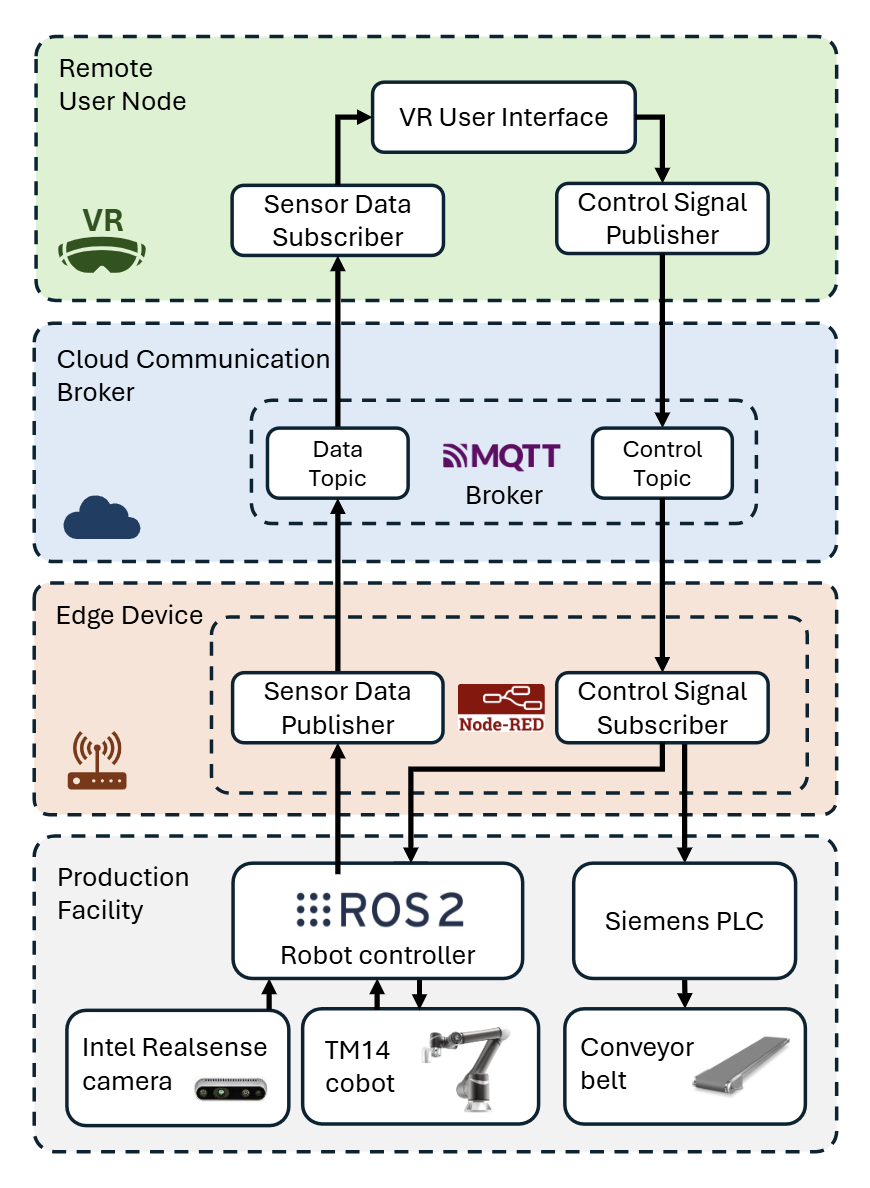 Remote
User Node
VR User Interface
VR
Sensor Data
Subscriber
Control Signal
Publisher
Cloud Communication
Broker
Data
Topic
MQTT
Broker
Control
Topic
Edge Device
Sensor Data
Publisher
Node-RED
Control Signal
Subscriber
Production
Facility
ROS 2
Robot controller
Siemens PLC
Intel Realsense
camera
TM14
cobot
Conveyor
belt